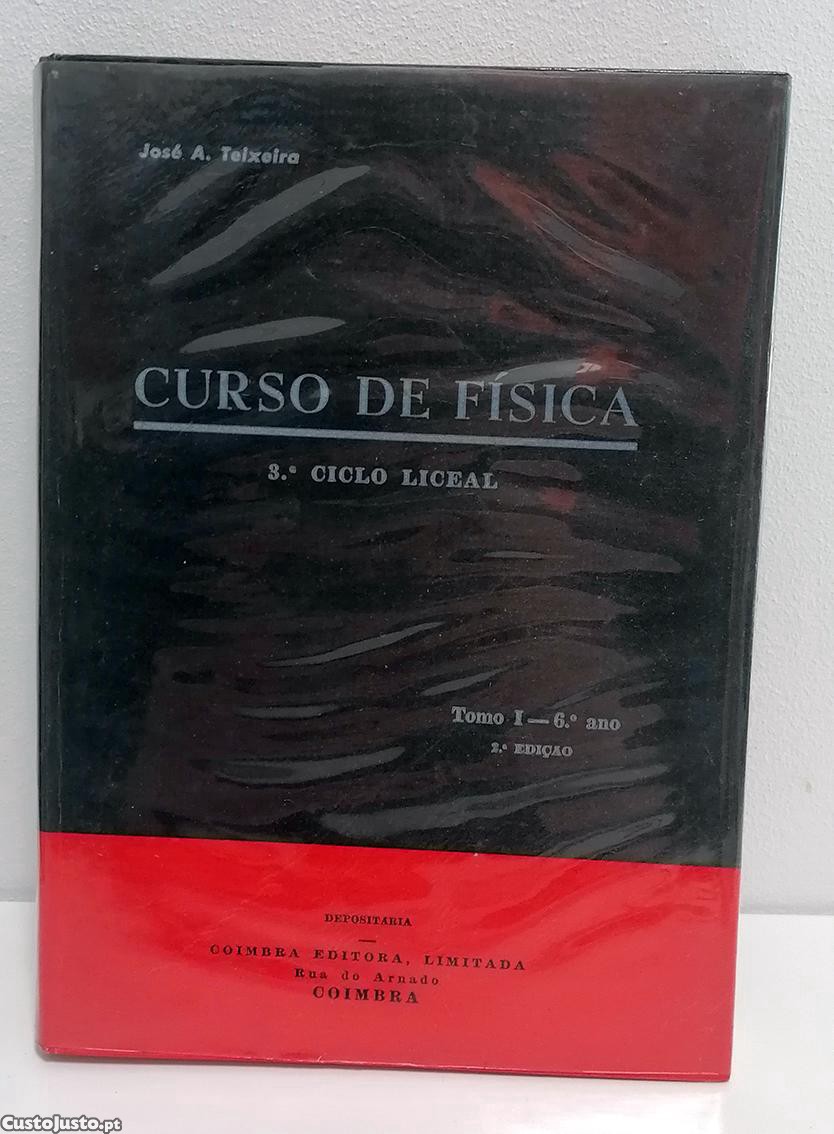 José A. Teixeira
CURSO DE FÍSICA
3.º CICLO LICEAL
Tomo I — 6.º ano
2.ª EDIÇÃO
DEPOSITÁRIA
COIMBRA EDITORA, LIMITADA
Rua do Arnado
COIMBRA
CustoJusto.pt